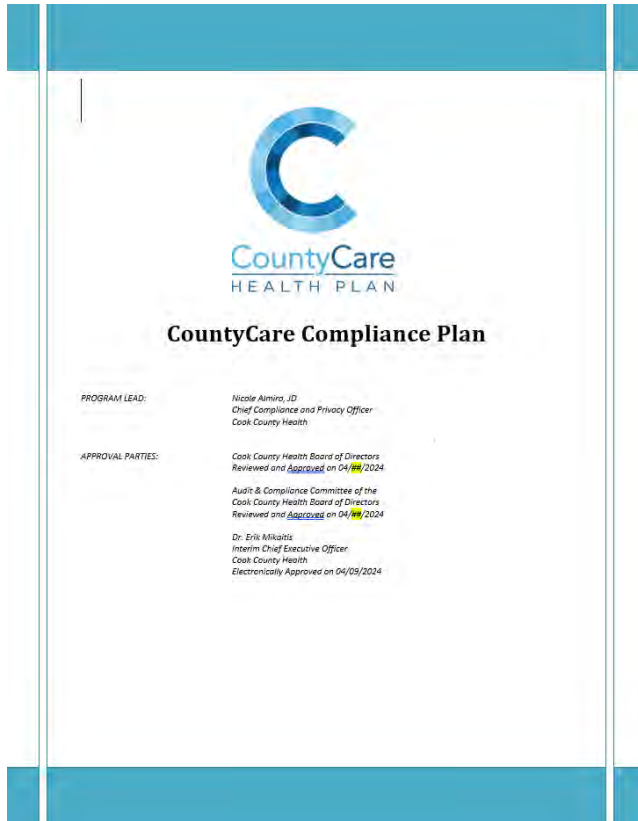 C
CountyCare
HEALTH PLAN
CountyCare Compliance Plan
PROGRAM LEAD:
Nicole Almiro, JD
Chief Compliance and Privacy Officer
Cook County Health
APPROVAL PARTIES:
Cook County Health Board of Directors
Reviewed and Approved on 04/##/2024
Audit & Compliance Committee of the
Cook County Health Board of Directors
Reviewed and Approved on 04/##/2024
Dr. Erik Mikaitis
Interim Chief Executive Officer
Cook County Health
Electronically Approved on 04/09/2024